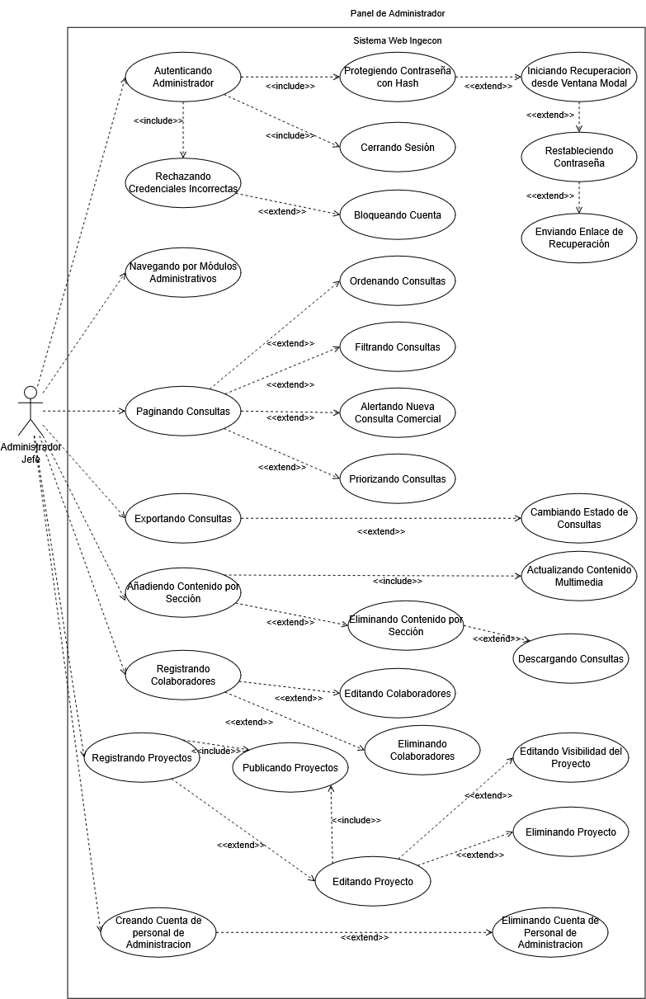 Panel de Administrador
Sistema Web Ingecon
Autenticando
Administrador
<<include>>
Protegiendo Contraseña
con Hash
<<extend>>
Iniciando Recuperacion
desde Ventana Modal
<<include>>
<<extend>>
<<include>>
Cerrando Sesión
Restableciendo
Contraseña
Rechazando
Credenciales Incorrectas
<<extend>>
<<extend>>
Bloqueando Cuenta
Enviando Enlace de
Recuperación
Navegando por Módulos
Administrativos
Ordenando Consultas
<<extend>>
Filtrando Consultas
<<extend>>
Paginando Consultas
<<extend>>
Alertando Nueva
Consulta Comercial
Administrador
Jefe
<<extend>>
Priorizando Consultas
Exportando Consultas
<<extend>>
Cambiando Estado de
Consultas
Añadiendo Contenido por
Sección
<<include>>
Actualizando Contenido
Multimedia
<<extend>>
Eliminando Contenido por
Sección
<<extend>>
Descargando Consultas
Registrando
Colaboradores
<<extend>>
Editando Colaboradores
<<extend>>
Eliminando
Colaboradores
Registrando Proyectos
<<include>>
Publicando Proyectos
Editando Visibilidad del
Proyecto
<<extend>>
<<include>>
<<extend>>
Eliminando Proyecto
<<extend>>
Editando Proyecto
Creando Cuenta de
personal de
Administracion
<<extend>>
Eliminando Cuenta de
Personal de
Administracion